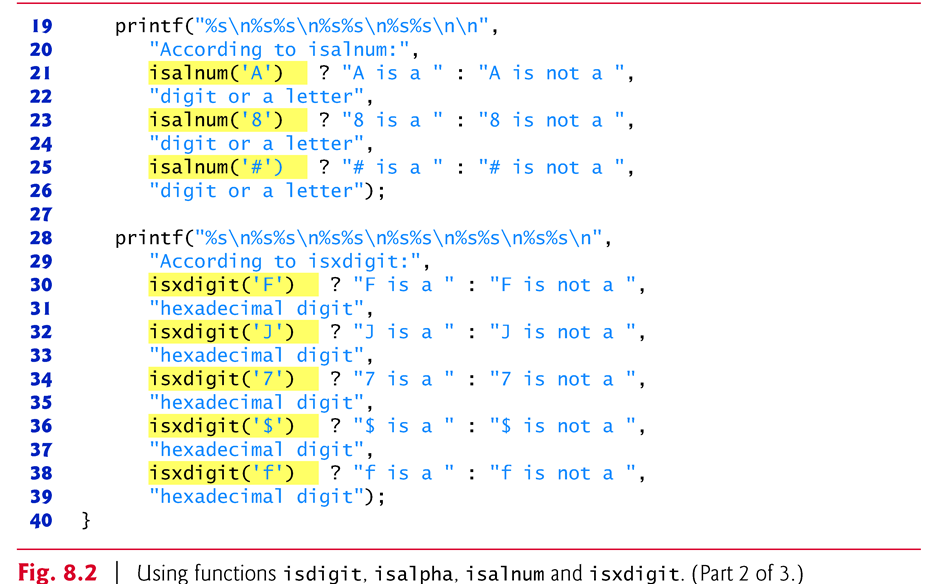 19 printf("%s\n%s%s\n%s%s\n%s%s\n\n",
20 "According to isalnum:",
21 isalnum('A') ? "A is a " : "A is not a ",
22 "digit or a letter",
23 isalnum('8') ? "8 is a " : "8 is not a ",
24 "digit or a letter",
25 isalnum('#') ? "# is a " : "# is not a ",
26 "digit or a letter");
27
28 printf("%s\n%s%s\n%s%s\n%s%s\n%s%s\n%s%s\n",
29 "According to isxdigit:",
30 isxdigit('F') ? "F is a " : "F is not a ",
31 "hexadecimal digit",
32 isxdigit('J') ? "J is a " : "J is not a ",
33 "hexadecimal digit",
34 isxdigit('7') ? "7 is a " : "7 is not a ",
35 "hexadecimal digit",
36 isxdigit('$') ? "$ is a " : "$ is not a ",
37 "hexadecimal digit",
38 isxdigit('f') ? "f is a " : "f is not a ",
39 "hexadecimal digit");
40 }
Fig. 8.2 | Using functions isdigit, isalpha, isalnum and isxdigit. (Part 2 of 3.)